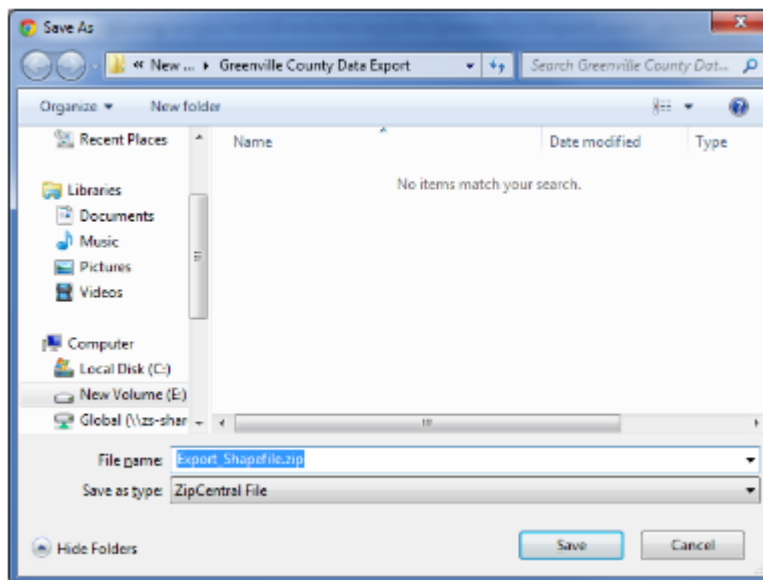 Save As
« New ... ▸ Greenville County Data Export Search Greenville County Dat...
Organize New folder
Recent Places
Name Date modified Type
No items match your search.
Libraries
Documents
Music
Pictures
Videos
Computer
Local Disk (C:)
New Volume (E:)
Global (\\zs-shar
File name: Export_Shapefile.zip
Save as type: ZipCentral File
Hide Folders Save Cancel